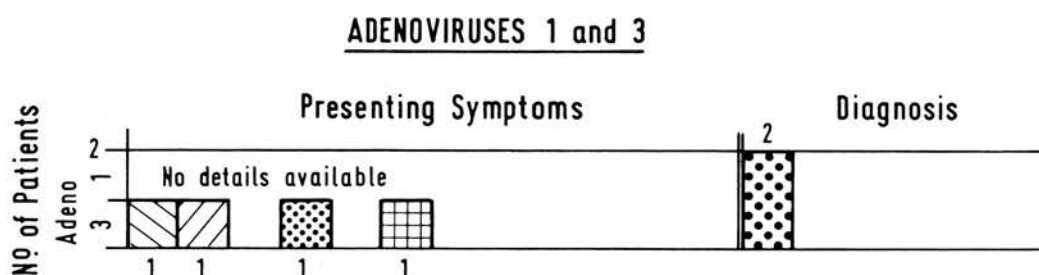 ADENOVIRUSES 1 and 3
Presenting Symptoms
Diagnosis
Nº of Patients
Adeno
3 1
2
No details available
2
1 1 1 1